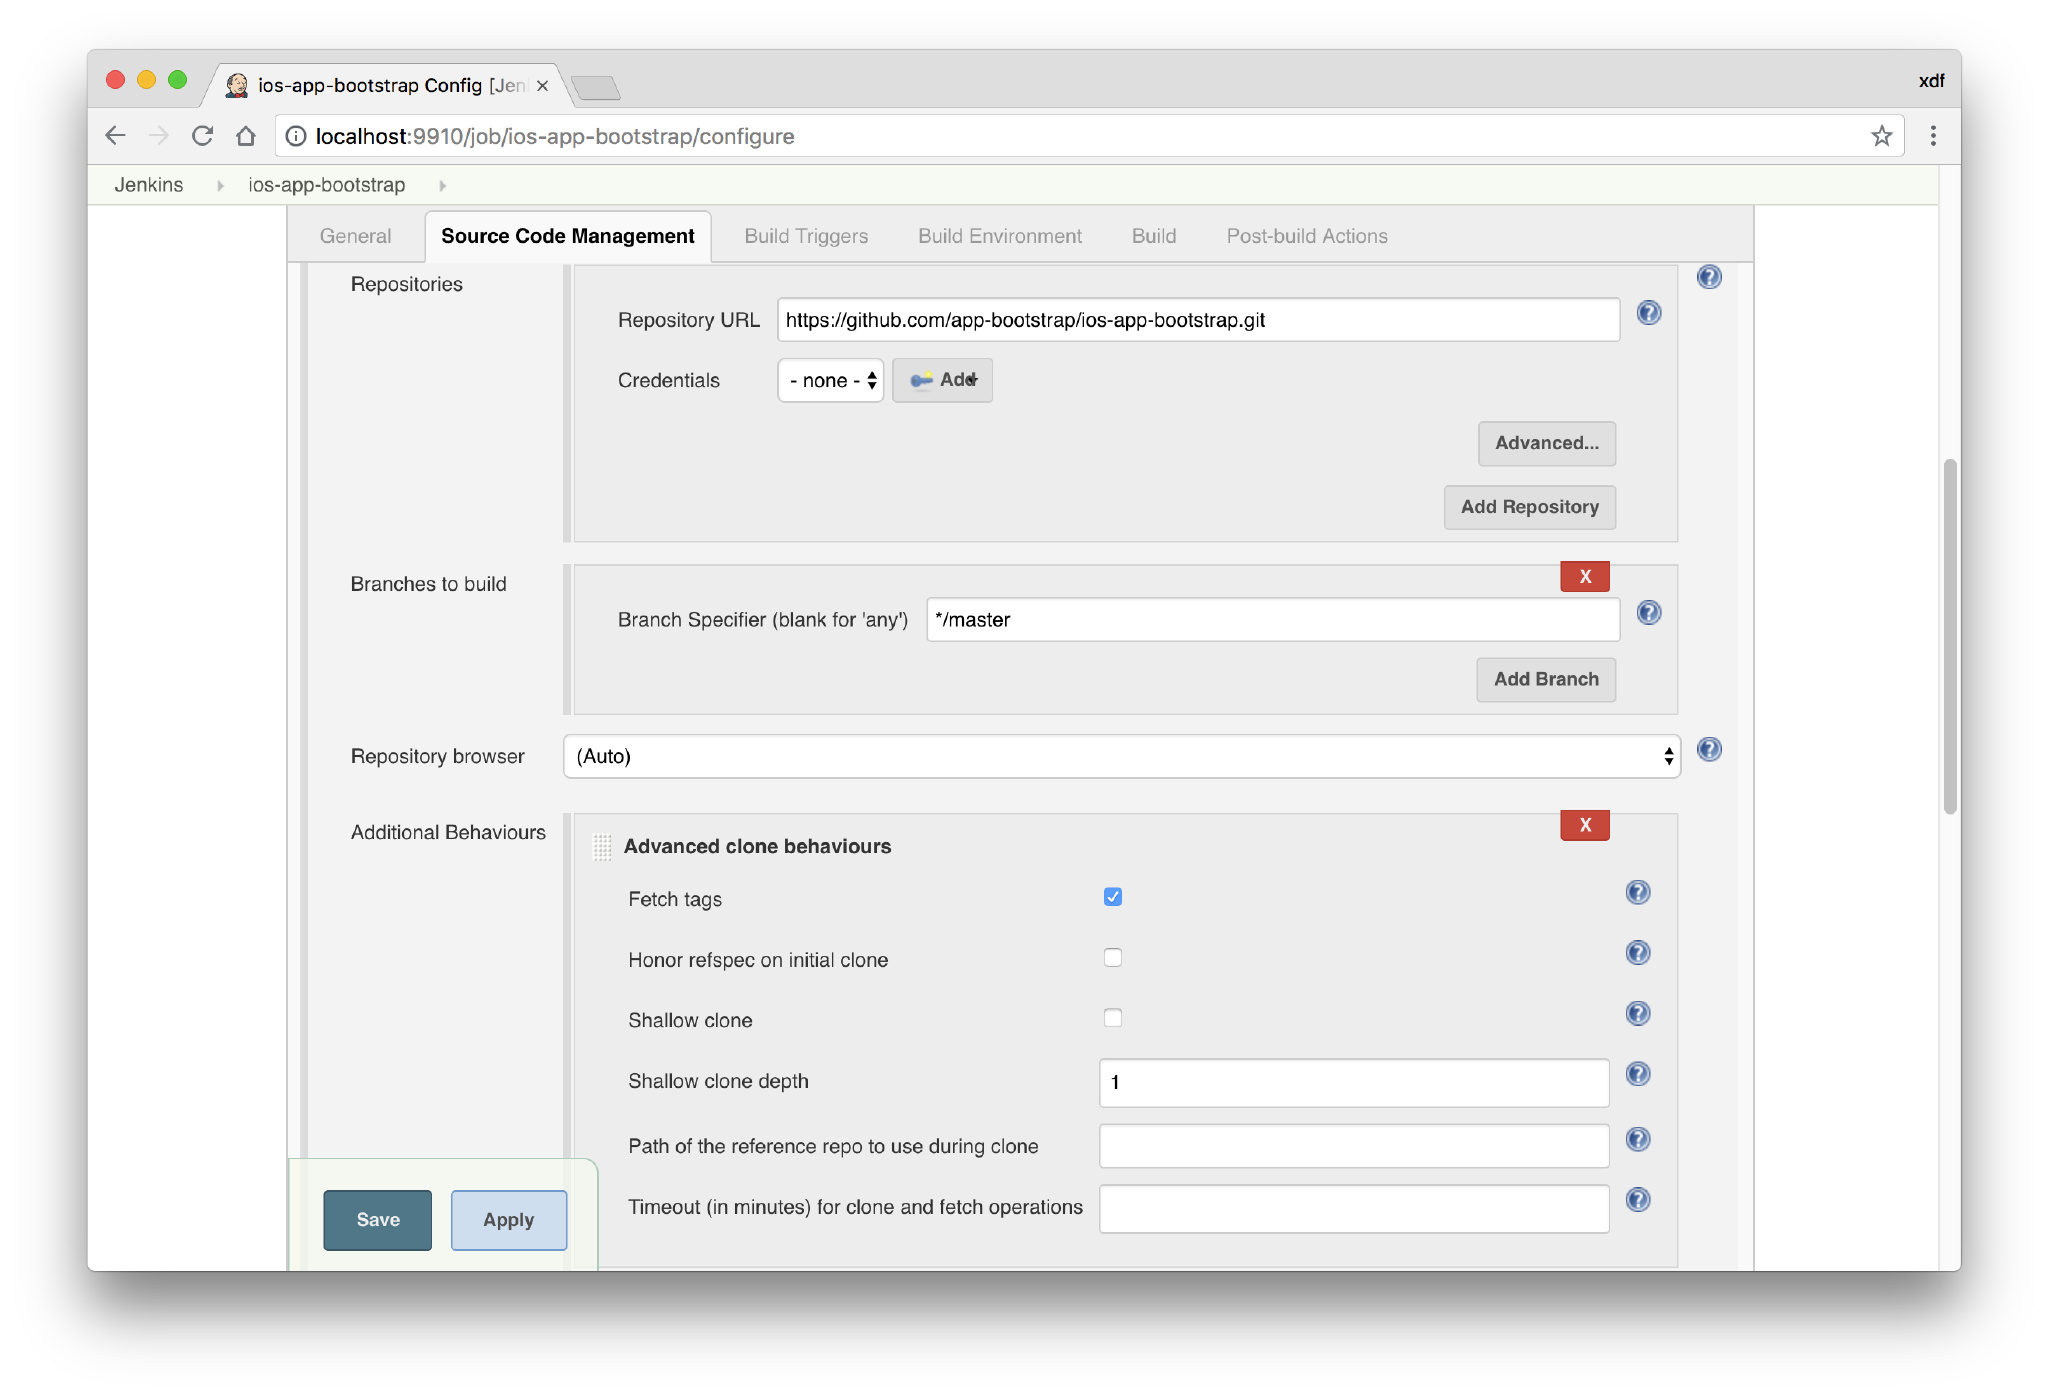 ios-app-bootstrap Config [Jen
xdf
localhost:9910/job/ios-app-bootstrap/configure
Jenkins ios-app-bootstrap
General Source Code Management Build Triggers Build Environment Build Post-build Actions
Repositories
Repository URL https://github.com/app-bootstrap/ios-app-bootstrap.git
Credentials - none - Add
Advanced...
Add Repository
Branches to build
X
Branch Specifier (blank for 'any') */master
Add Branch
Repository browser (Auto)
Additional Behaviours
X
Advanced clone behaviours
Fetch tags
Honor refspec on initial clone
Shallow clone
Shallow clone depth 1
Path of the reference repo to use during clone
Timeout (in minutes) for clone and fetch operations
Save Apply